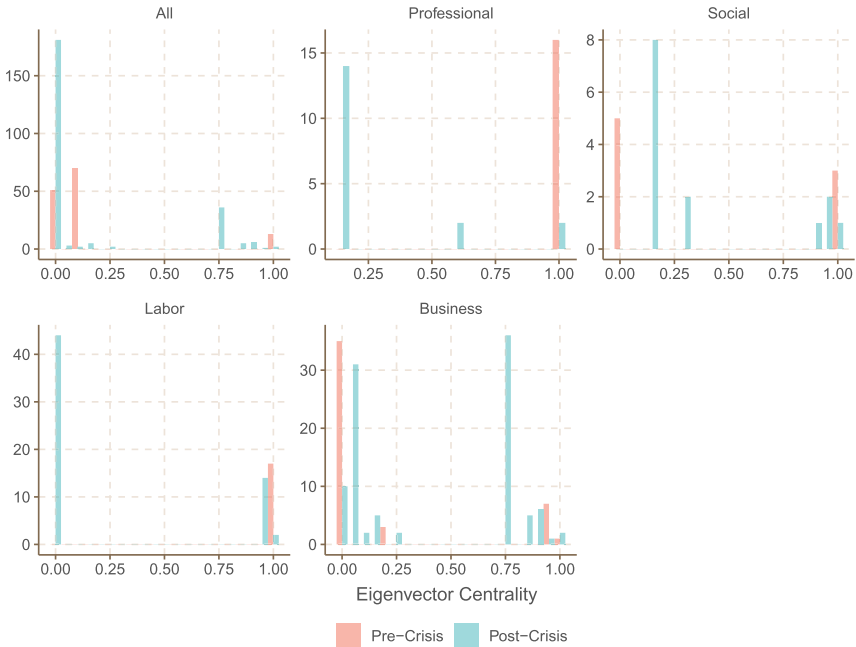 All
Professional
Social
150
100
50
0
0.00 0.25 0.50 0.75 1.00
15
10
5
0
0.25 0.50 0.75 1.00
8
6
4
2
0
0.00 0.25 0.50 0.75 1.00
Labor
Business
40
30
20
10
0
0.00 0.25 0.50 0.75 1.00
30
20
10
0
0.00 0.25 0.50 0.75 1.00
Eigenvector Centrality
Pre−Crisis Post−Crisis